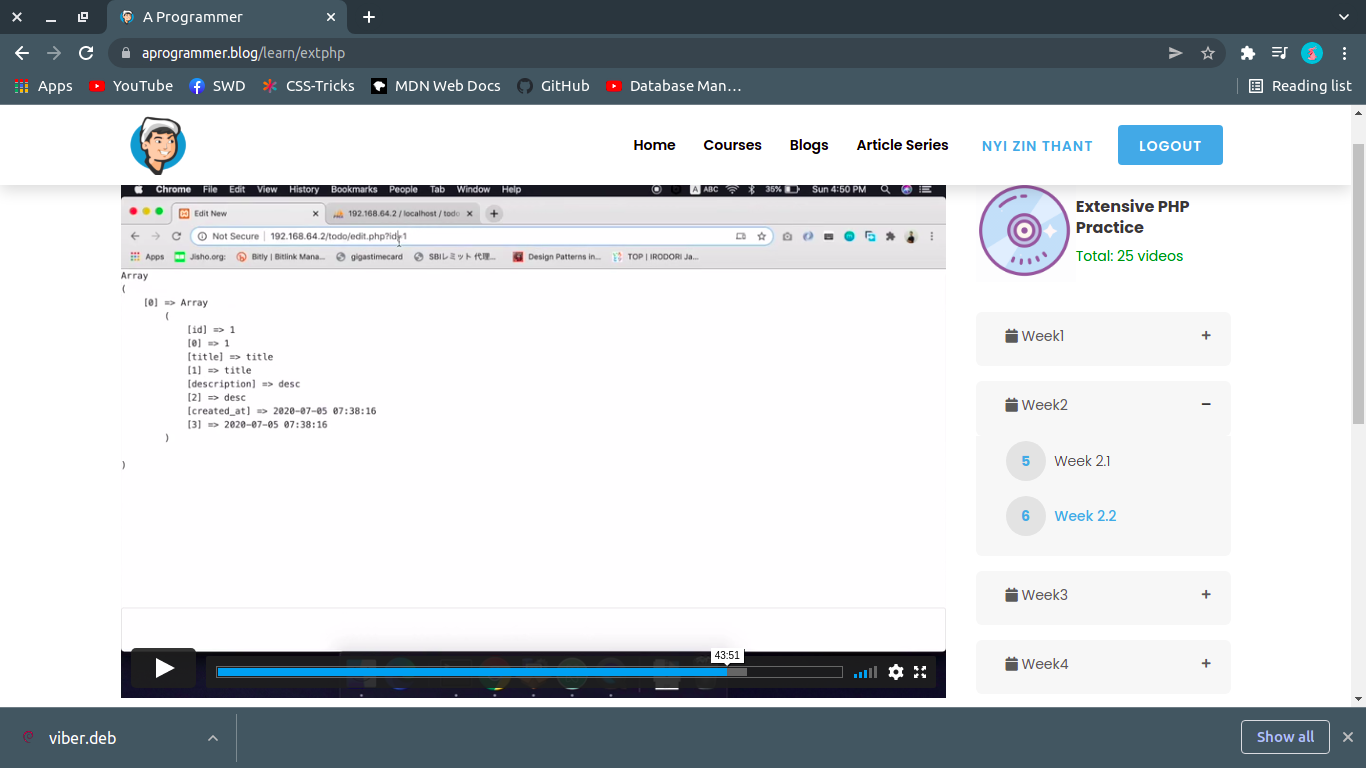 A Programmer
aprogrammer.blog/learn/extphp
Apps YouTube SWD CSS-Tricks MDN Web Docs GitHub Database Man… Reading list
Home Courses Blogs Article Series NYI ZIN THANT LOGOUT
Chrome File Edit View History Bookmarks People Tab Window Help A ABC 35% Sun 4:50 PM
Edit New 192.168.64.2 / localhost / todo
Not Secure 192.168.64.2/todo/edit.php?id=1
Apps Jisho.org: Bitly | Bitlink Mana... gigastimecard SBIレミット 代理... Design Patterns in... TOP | IRODORI Ja...
Array
(
[0] => Array
(
[id] => 1
[0] => 1
[title] => title
[1] => title
[description] => desc
[2] => desc
[created_at] => 2020-07-05 07:38:16
[3] => 2020-07-05 07:38:16
)
)
43:51
Extensive PHP
Practice
Total: 25 videos
Week1 +
Week2 −
5 Week 2.1
6 Week 2.2
Week3 +
Week4 +
viber.deb Show all